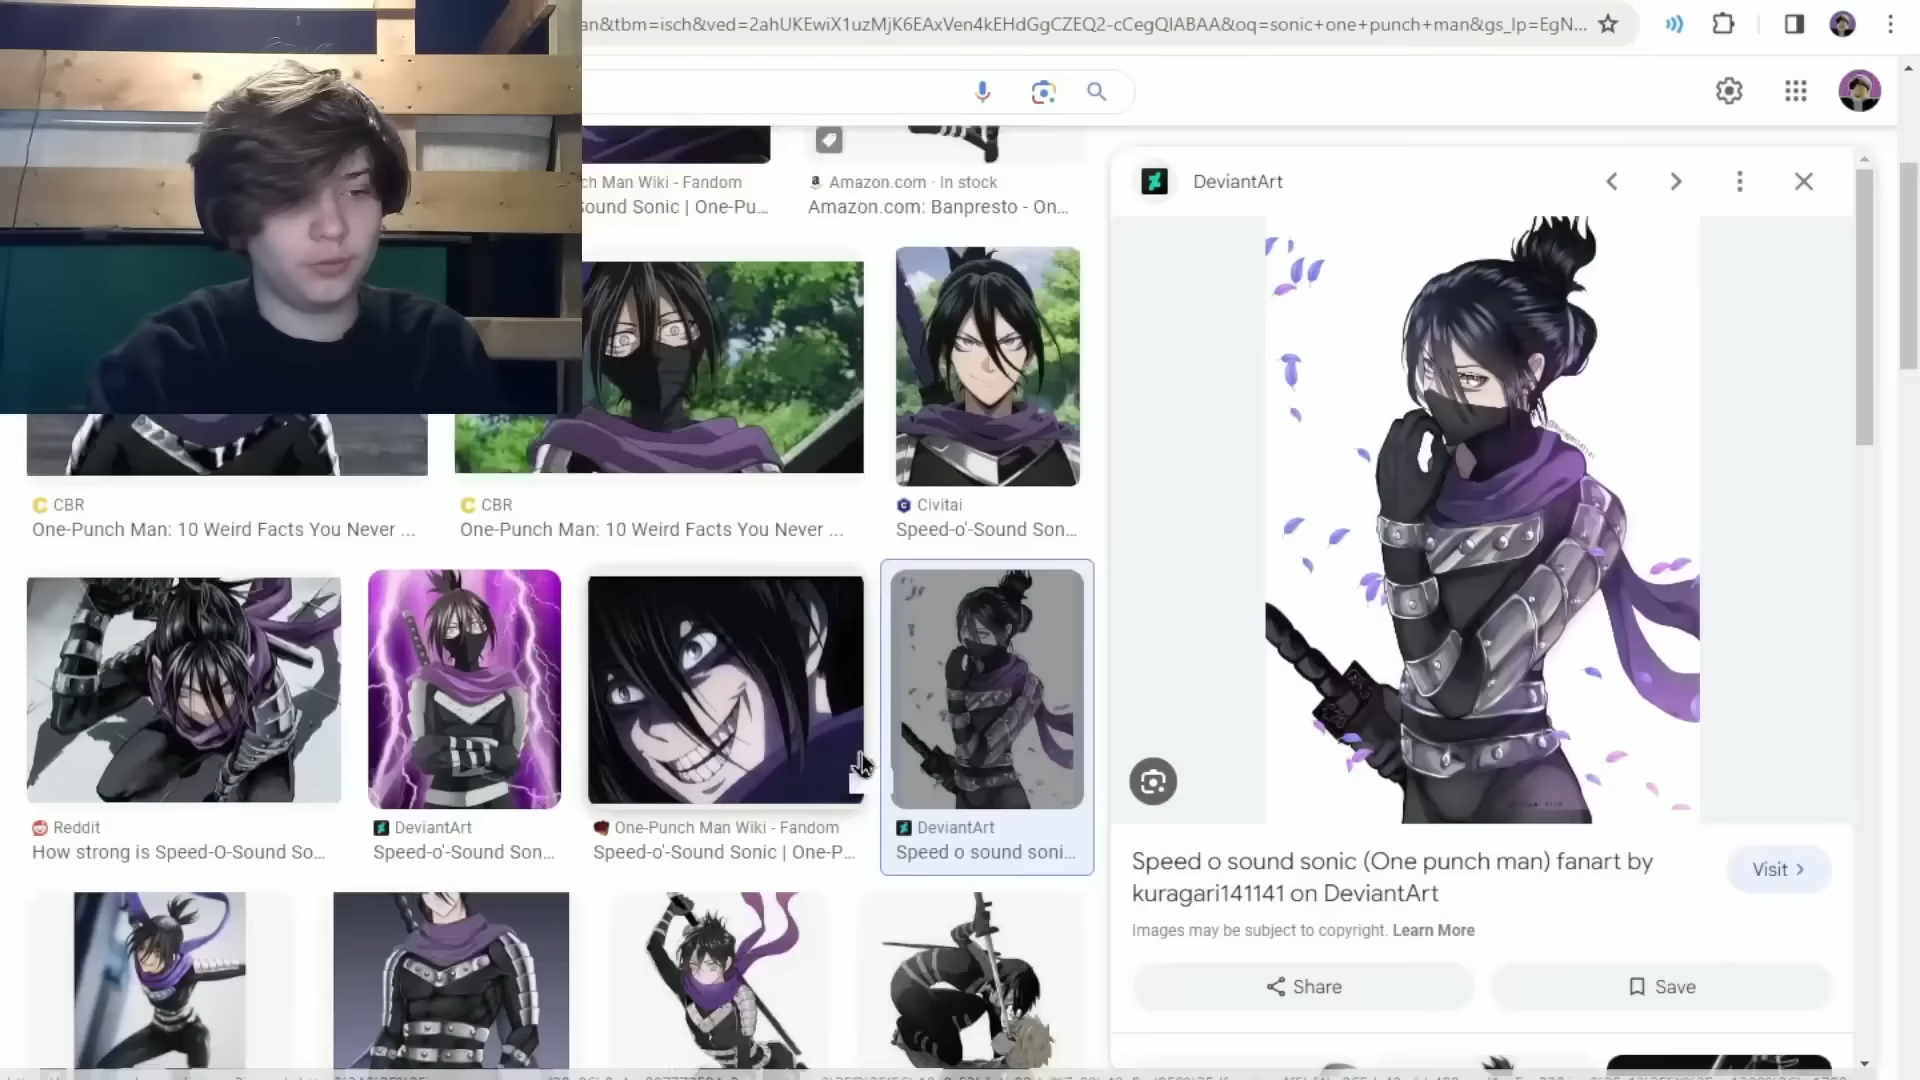 an&tbm=isch&ved=2ahUKEwiX1uzMjK6EAxVen4kEHdGgCZEQ2-cCegQIABAA&oq=sonic+one+punch+man&gs_lp=EgN...
ch Man Wiki - Fandom
Sound Sonic | One-Pu...
Amazon.com · In stock
Amazon.com: Banpresto - On...
DeviantArt
CBR
One-Punch Man: 10 Weird Facts You Never ...
CBR
One-Punch Man: 10 Weird Facts You Never ...
Civitai
Speed-o'-Sound Son...
Reddit
How strong is Speed-O-Sound So...
DeviantArt
Speed-o'-Sound Son...
One-Punch Man Wiki - Fandom
Speed-o'-Sound Sonic | One-P...
DeviantArt
Speed o sound soni...
Speed o sound sonic (One punch man) fanart by
kuragari141141 on DeviantArt
Visit
Images may be subject to copyright. Learn More
Share
Save